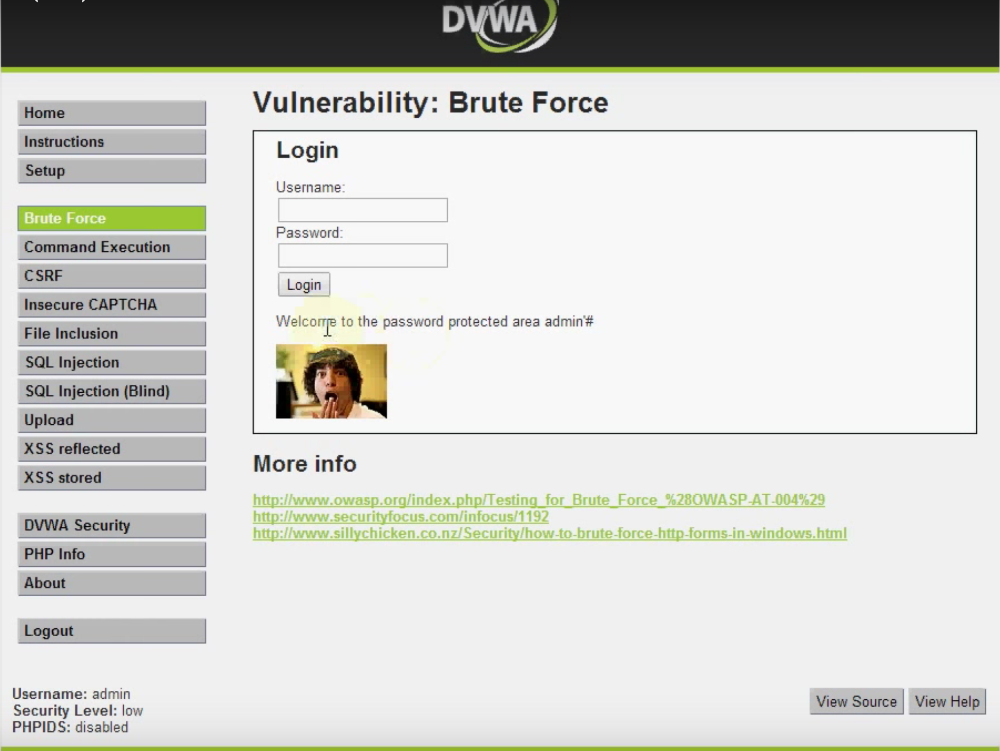 DVWA
Home
Instructions
Setup
Brute Force
Command Execution
CSRF
Insecure CAPTCHA
File Inclusion
SQL Injection
SQL Injection (Blind)
Upload
XSS reflected
XSS stored
DVWA Security
PHP Info
About
Logout
Vulnerability: Brute Force
Login
Username:
Password:
Login
Welcome to the password protected area admin'#
More info
http://www.owasp.org/index.php/Testing_for_Brute_Force_%28OWASP-AT-004%29
http://www.securityfocus.com/infocus/1192
http://www.sillychicken.co.nz/Security/how-to-brute-force-http-forms-in-windows.html
Username: admin
Security Level: low
PHPIDS: disabled
View Source View Help